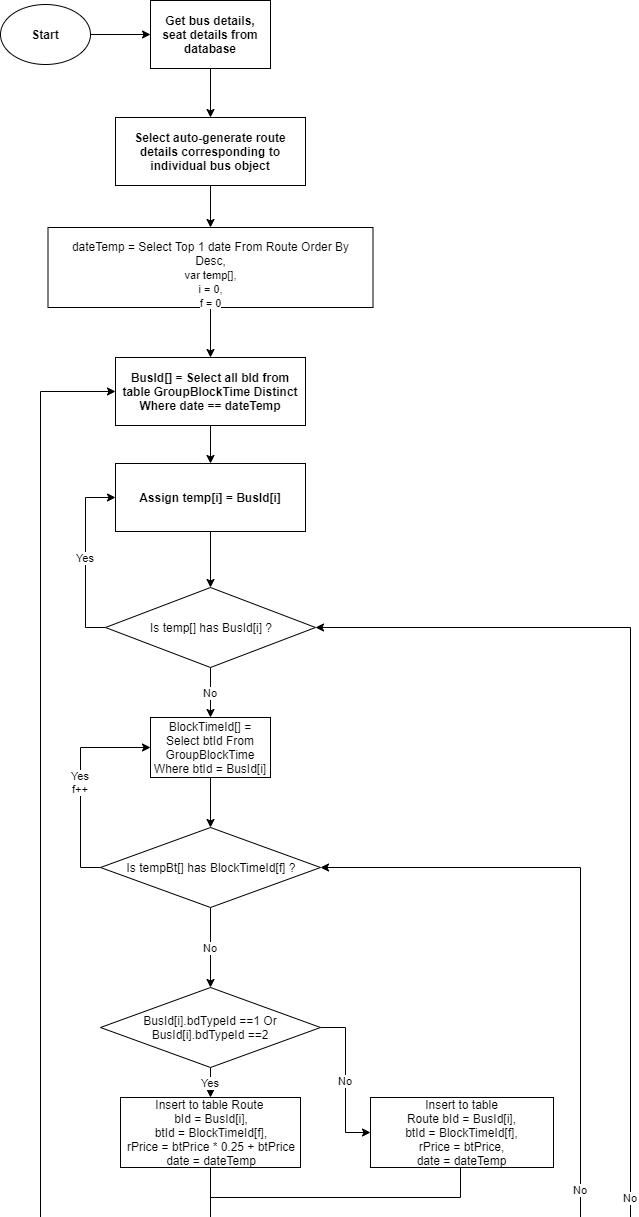 Start
Get bus details,
seat details from
database
Select auto-generate route
details corresponding to
individual bus object
dateTemp = Select Top 1 date From Route Order By
Desc,
var temp[],
i = 0,
f = 0
BusId[] = Select all bId from
table GroupBlockTime Distinct
Where date == dateTemp
Assign temp[i] = BusId[i]
Yes
Is temp[] has BusId[i] ?
No
BlockTimeId[] =
Select btId From
GroupBlockTime
Where btId = BusId[i]
Yes
f++
Is tempBt[] has BlockTimeId[f] ?
No
BusId[i].bdTypeId ==1 Or
BusId[i].bdTypeId ==2
Yes
No
Insert to table Route
bId = BusId[i],
btId = BlockTimeId[f],
rPrice = btPrice * 0.25 + btPrice
date = dateTemp
Insert to table
Route bId = BusId[i],
btId = BlockTimeId[f],
rPrice = btPrice,
date = dateTemp
No
No